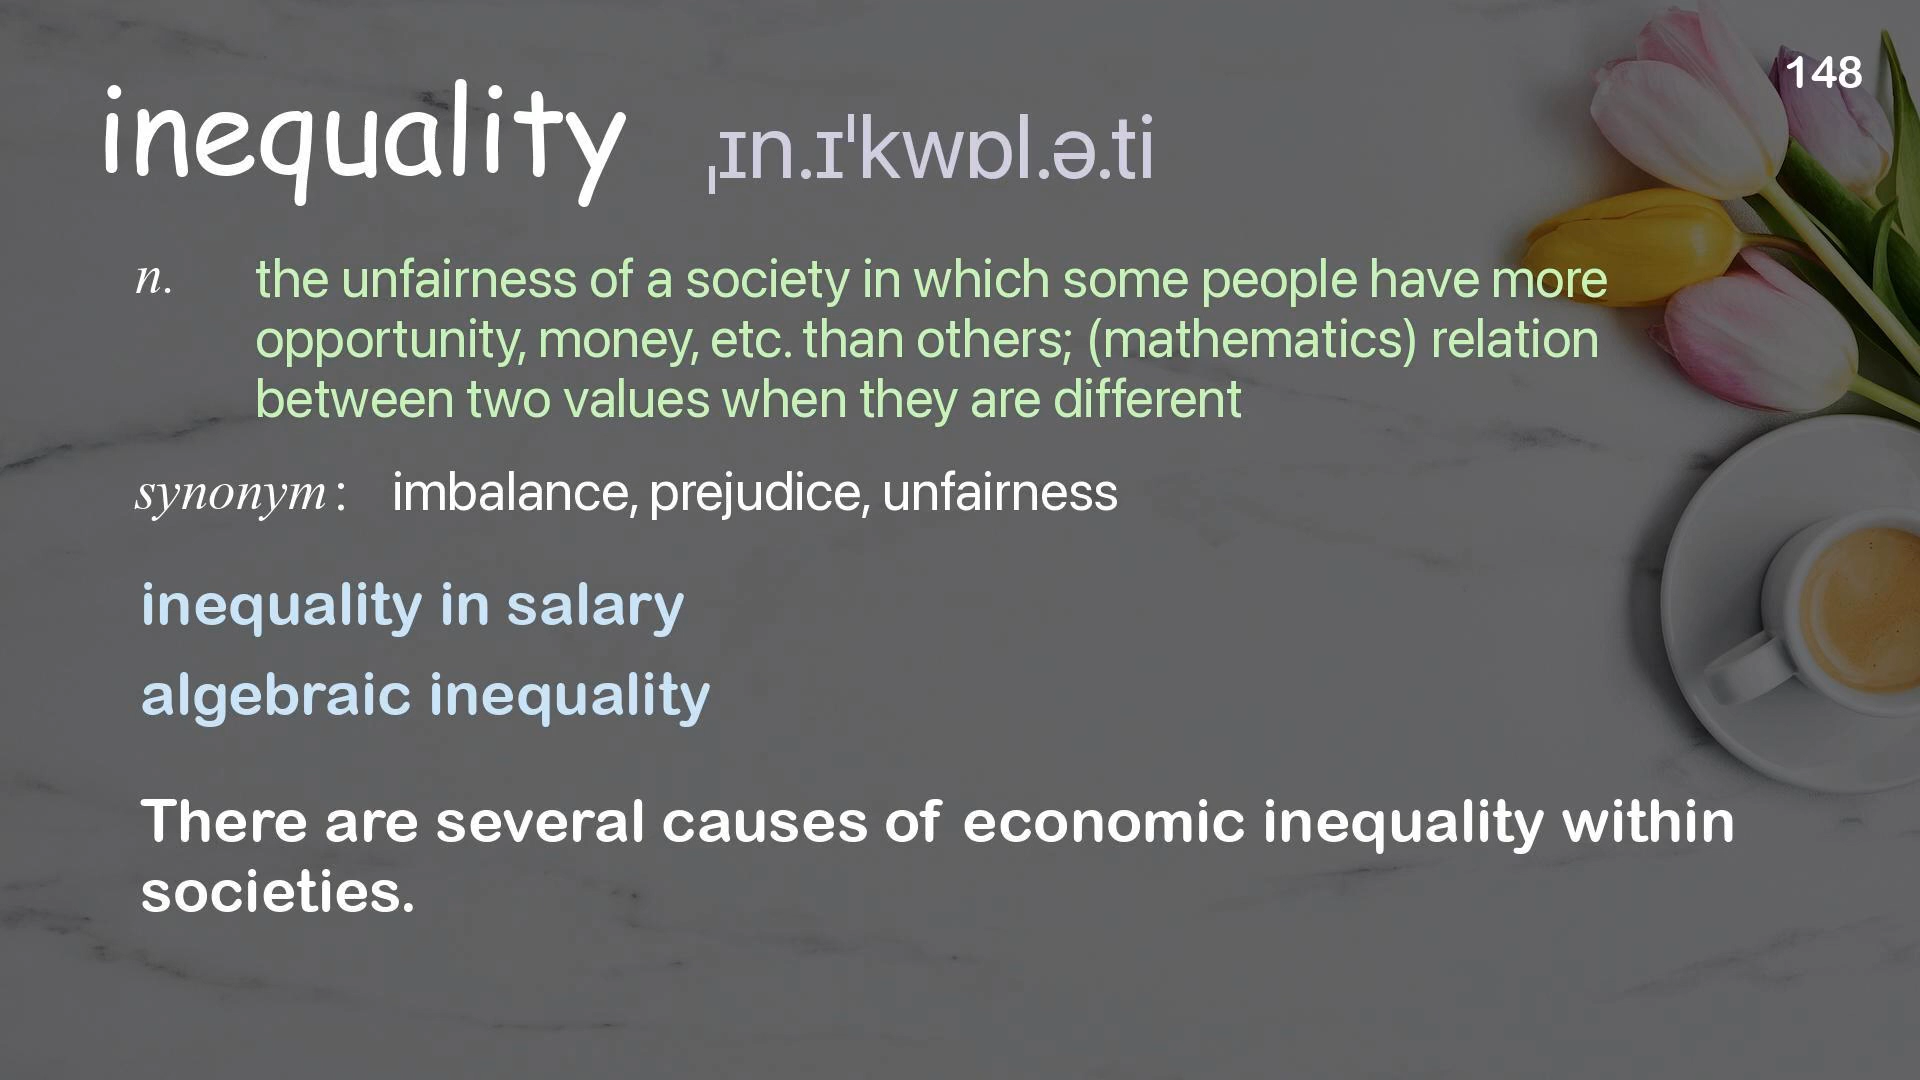 148
inequality ˌɪn.ɪˈkwɒl.ə.ti
n. the unfairness of a society in which some people have more
opportunity, money, etc. than others; (mathematics) relation
between two values when they are different
synonym : imbalance, prejudice, unfairness
inequality in salary
algebraic inequality
There are several causes of economic inequality within
societies.